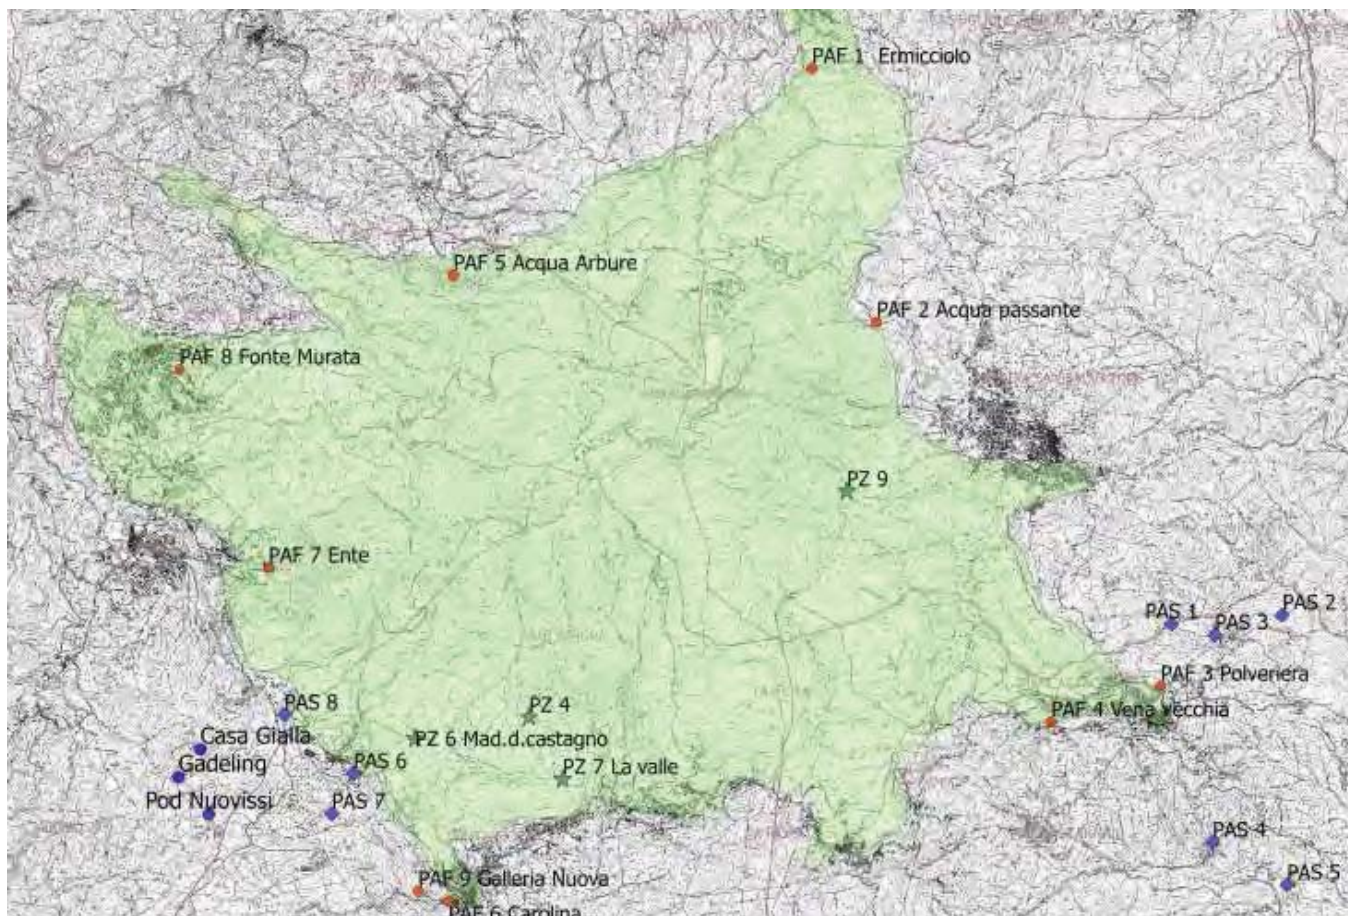 PAF 1 Ermicciolo
PAF 5 Acqua Arbure
PAF 2 Acqua passante
PAF 8 Fonte Murata
PZ 9
PAF 7 Ente
PAS 2
PAS 1
PAS 3
PAF 3 Polveriera
PAS 8
PZ 4
PAF 4 Vena Vecchia
Casa Gialla
PZ 6 Mad.d.castagno
Gadeling
PAS 6
PZ 7 La valle
Pod Nuovissi
PAS 7
PAS 4
PAS 5
PAF 9 Galleria Nuova
PAF 6 Carolina